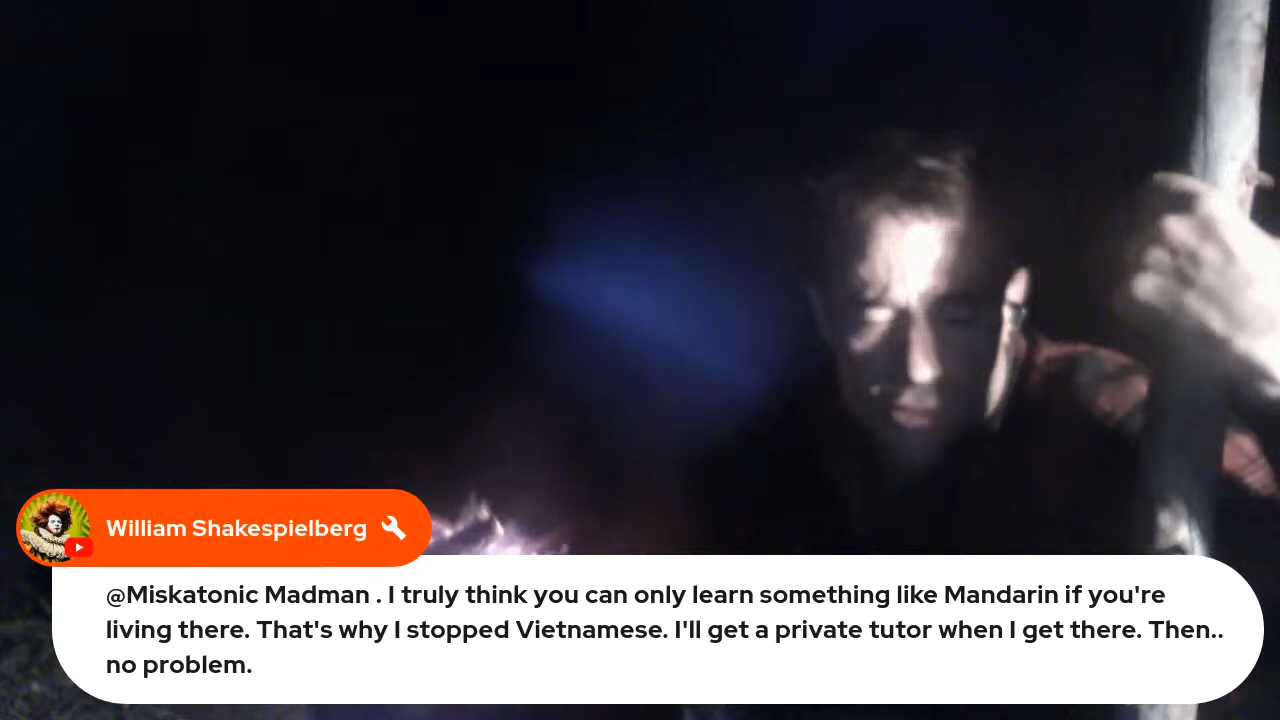 William Shakespielberg
@Miskatonic Madman . I truly think you can only learn something like Mandarin if you're
living there. That's why I stopped Vietnamese. I'll get a private tutor when I get there. Then..
no problem.